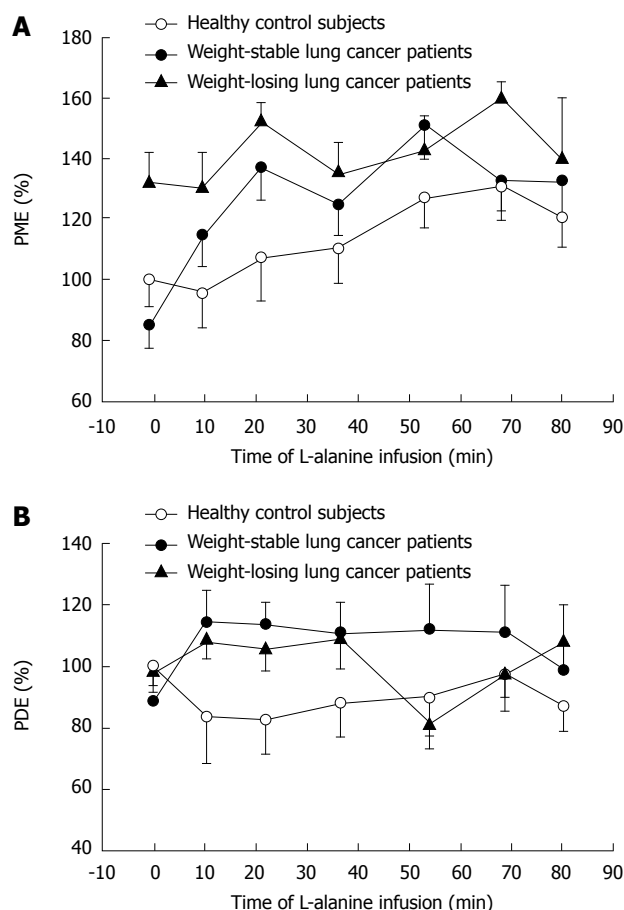 A
Healthy control subjects
Weight-stable lung cancer patients
Weight-losing lung cancer patients
180
160
140
120
100
80
60
PME (%)
-10 0 10 20 30 40 50 60 70 80 90
Time of L-alanine infusion (min)
B
Healthy control subjects
Weight-stable lung cancer patients
Weight-losing lung cancer patients
140
120
100
80
60
40
PDE (%)
-10 0 10 20 30 40 50 60 70 80 90
Time of L-alanine infusion (min)